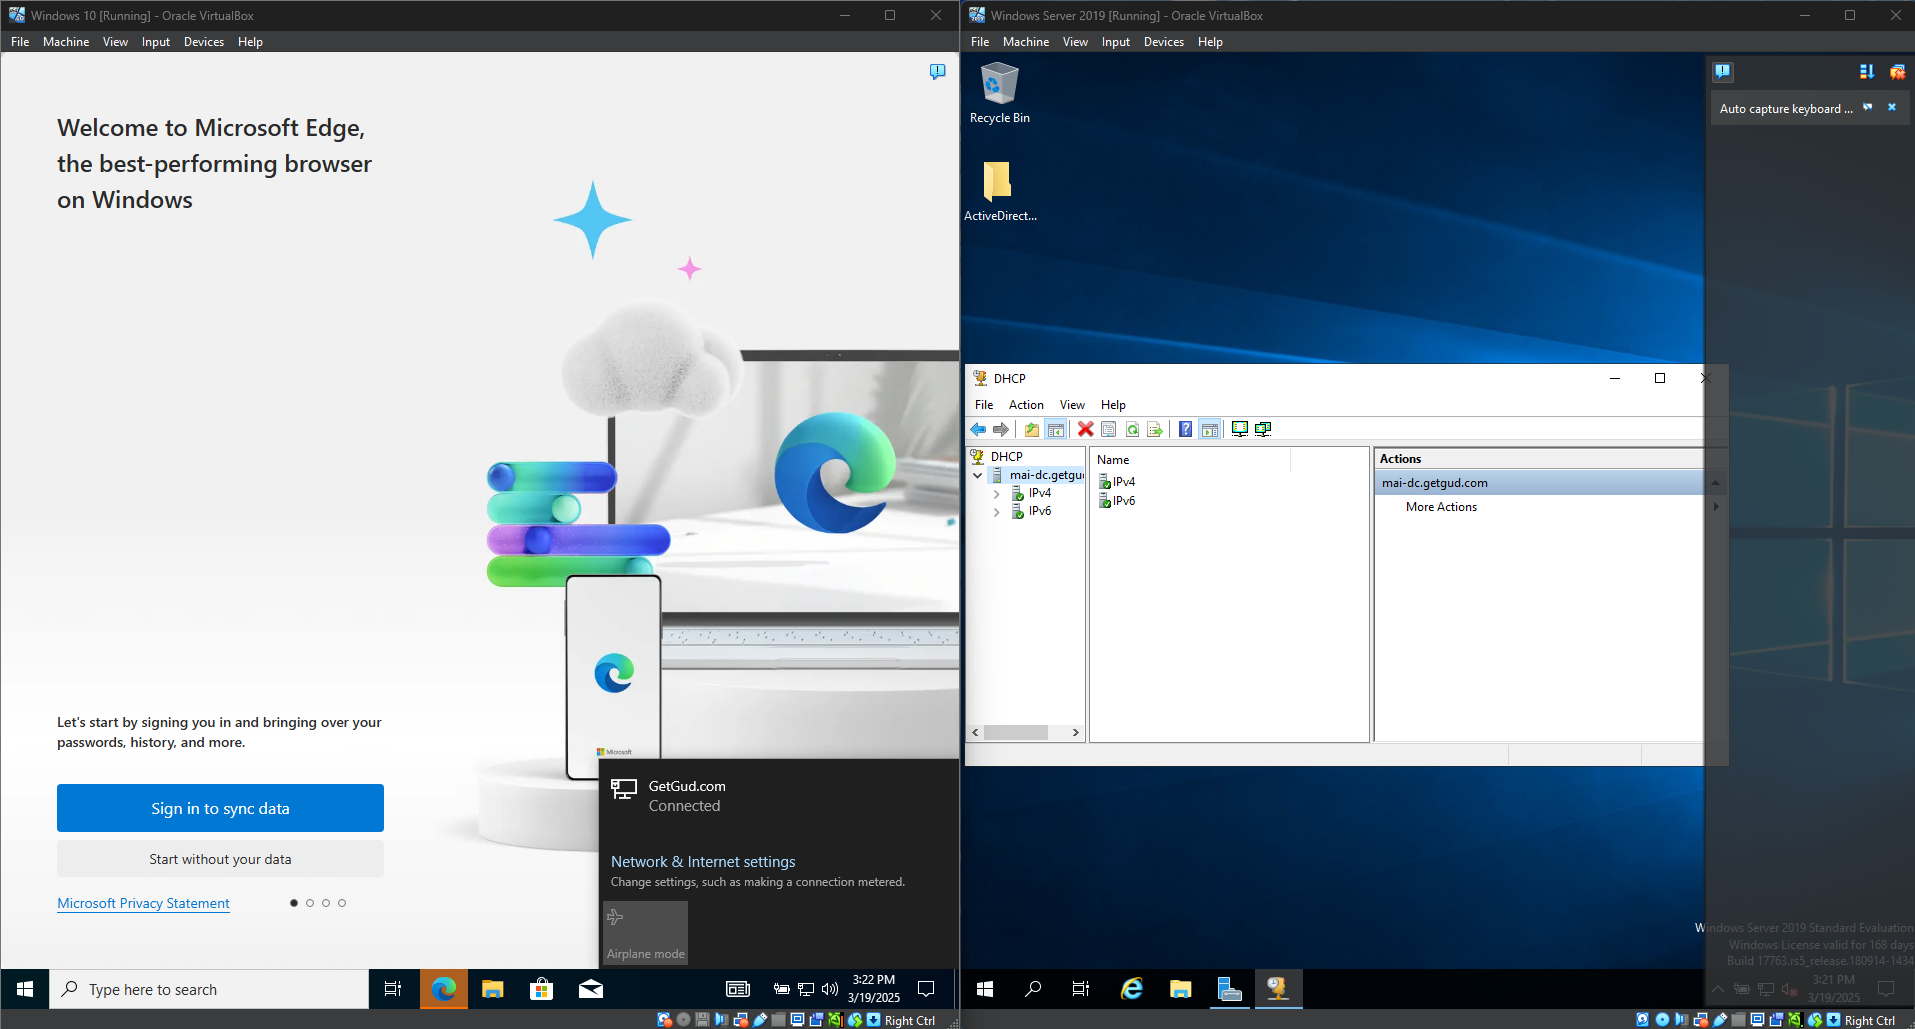 Windows 10 [Running] - Oracle VirtualBox
File Machine View Input Devices Help
Welcome to Microsoft Edge,
the best-performing browser
on Windows
Let's start by signing you in and bringing over your
passwords, history, and more.
Sign in to sync data
Start without your data
Microsoft Privacy Statement
Microsoft
GetGud.com
Connected
Network & Internet settings
Change settings, such as making a connection metered.
Airplane mode
Type here to search
3:22 PM
3/19/2025
Right Ctrl
Windows Server 2019 [Running] - Oracle VirtualBox
File Machine View Input Devices Help
Recycle Bin
ActiveDirect...
Auto capture keyboard ...
DHCP
File Action View Help
DHCP
mai-dc.getgu
IPv4
IPv6
Name
IPv4
IPv6
Actions
mai-dc.getgud.com
More Actions
Windows Server 2019 Standard Evaluation
Windows License valid for 168 days
Build 17763.rs5_release.180914-1434
3:21 PM
3/19/2025
Right Ctrl